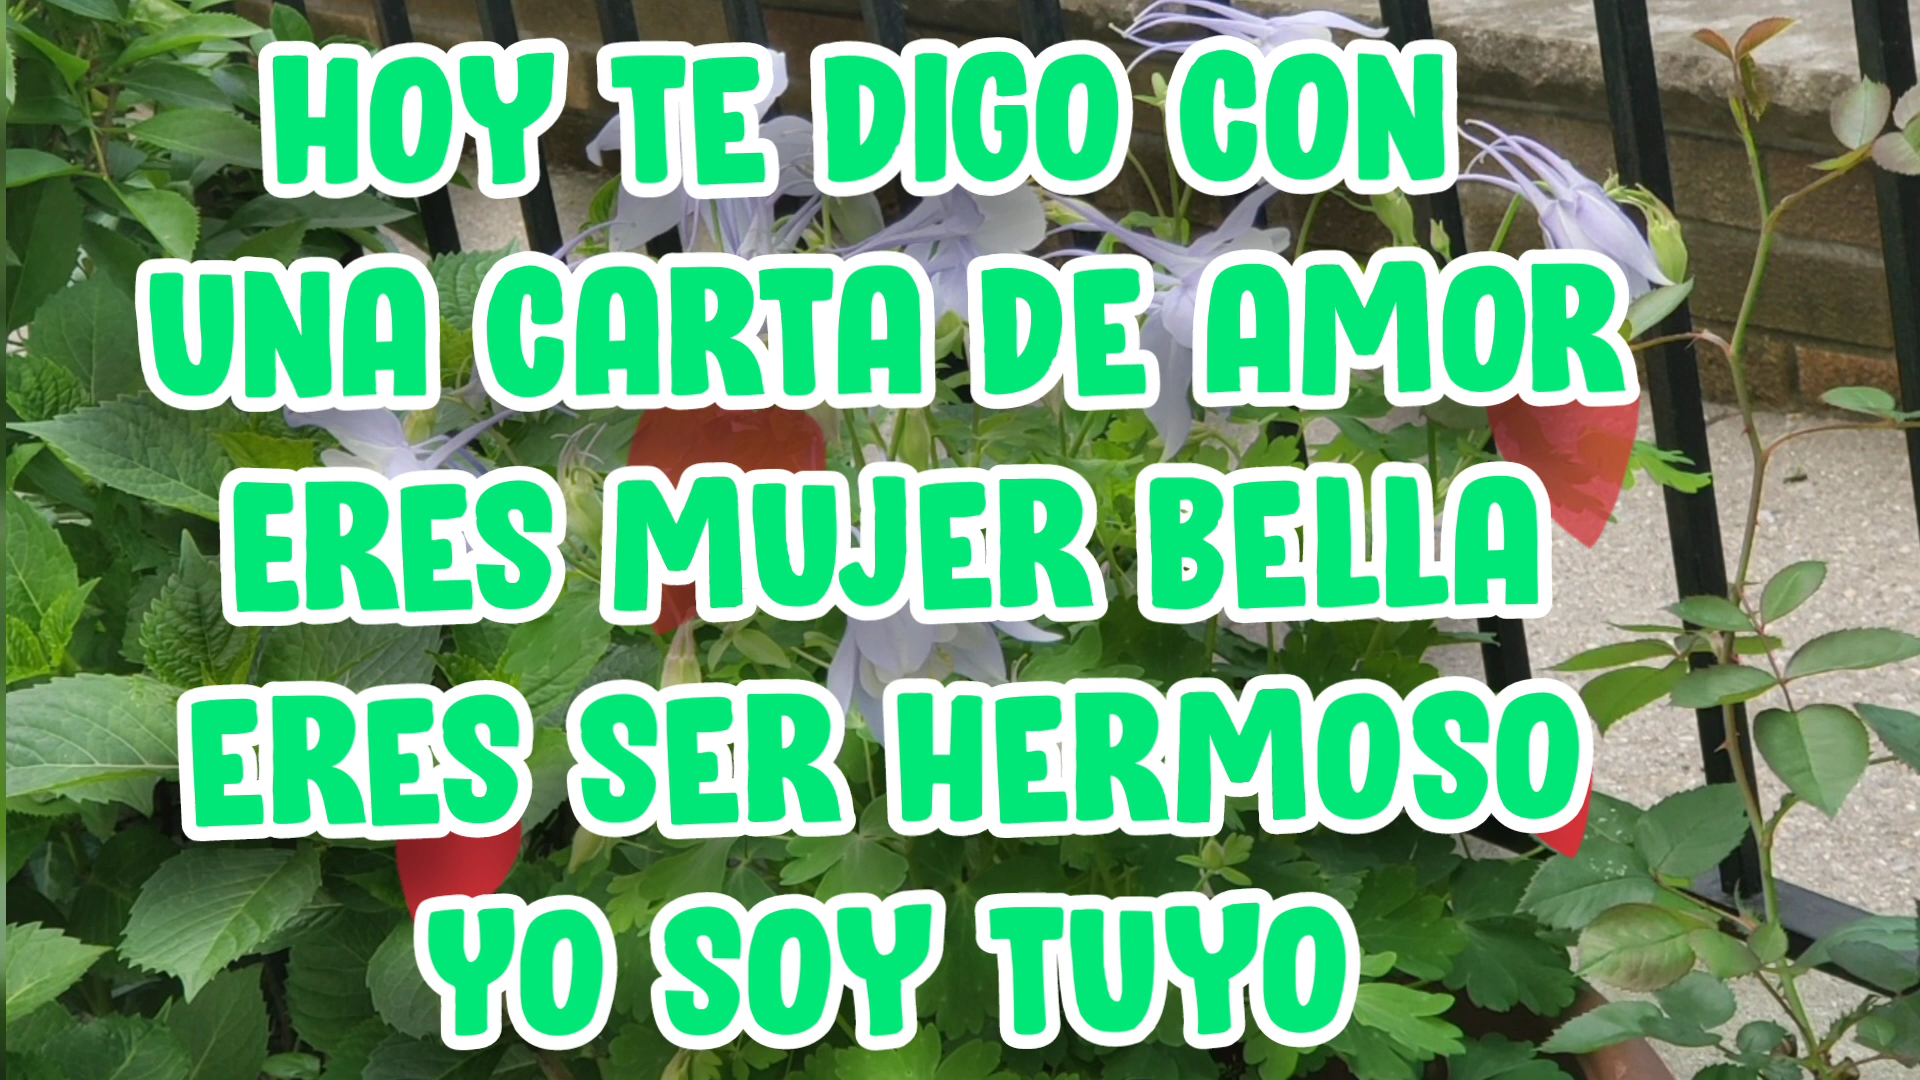 HOY TE DIGO CON
UNA CARTA DE AMOR
ERES MUJER BELLA
ERES SER HERMOSO
YO SOY TUYO